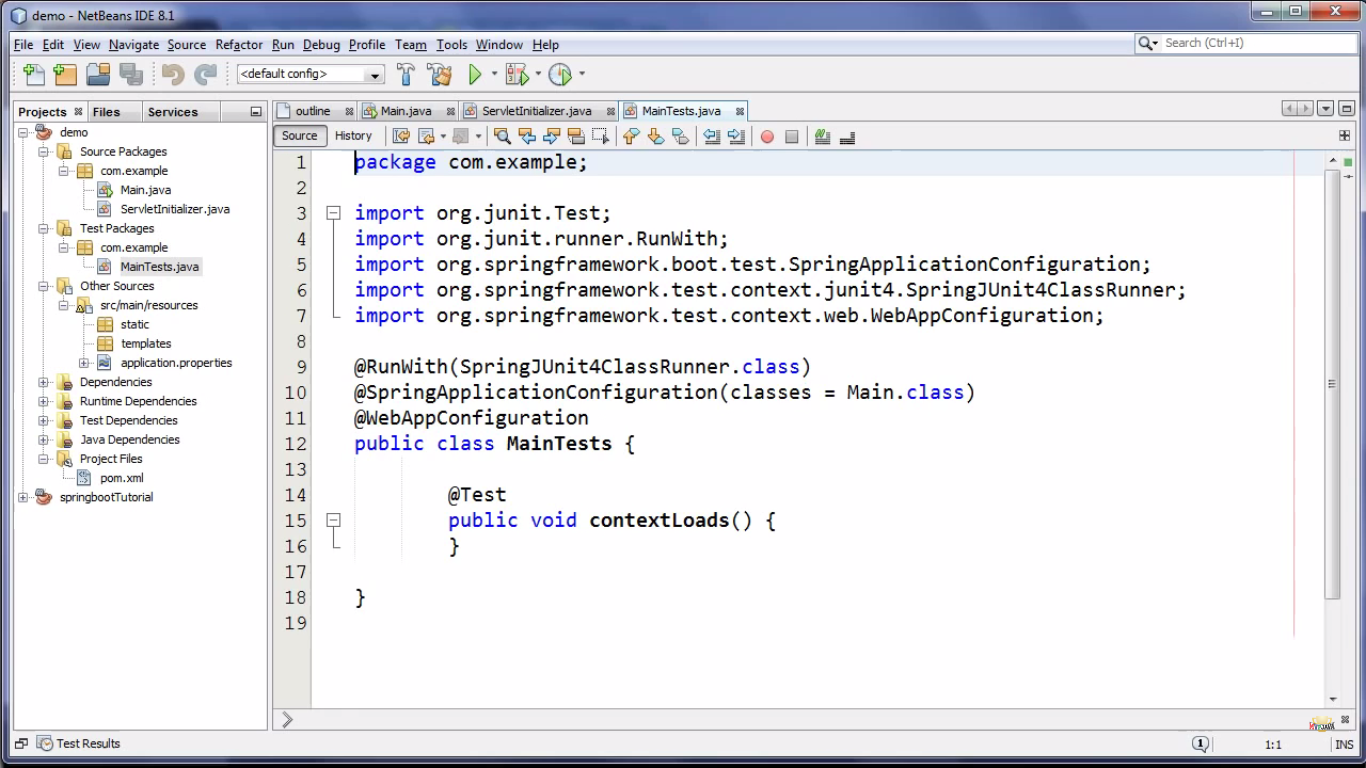 demo - NetBeans IDE 8.1
File Edit View Navigate Source Refactor Run Debug Profile Team Tools Window Help
Search (Ctrl+I)
<default config>
Projects Files Services
outline Main.java ServletInitializer.java MainTests.java
Source History
demo
Source Packages
com.example
Main.java
ServletInitializer.java
Test Packages
com.example
MainTests.java
Other Sources
src/main/resources
static
templates
application.properties
Dependencies
Runtime Dependencies
Test Dependencies
Java Dependencies
Project Files
pom.xml
springbootTutorial
1 package com.example;
2
3 import org.junit.Test;
4 import org.junit.runner.RunWith;
5 import org.springframework.boot.test.SpringApplicationConfiguration;
6 import org.springframework.test.context.junit4.SpringJUnit4ClassRunner;
7 import org.springframework.test.context.web.WebAppConfiguration;
8
9 @RunWith(SpringJUnit4ClassRunner.class)
10 @SpringApplicationConfiguration(classes = Main.class)
11 @WebAppConfiguration
12 public class MainTests {
13
14 @Test
15 public void contextLoads() {
16 }
17
18 }
19
Test Results
1
1:1
INS